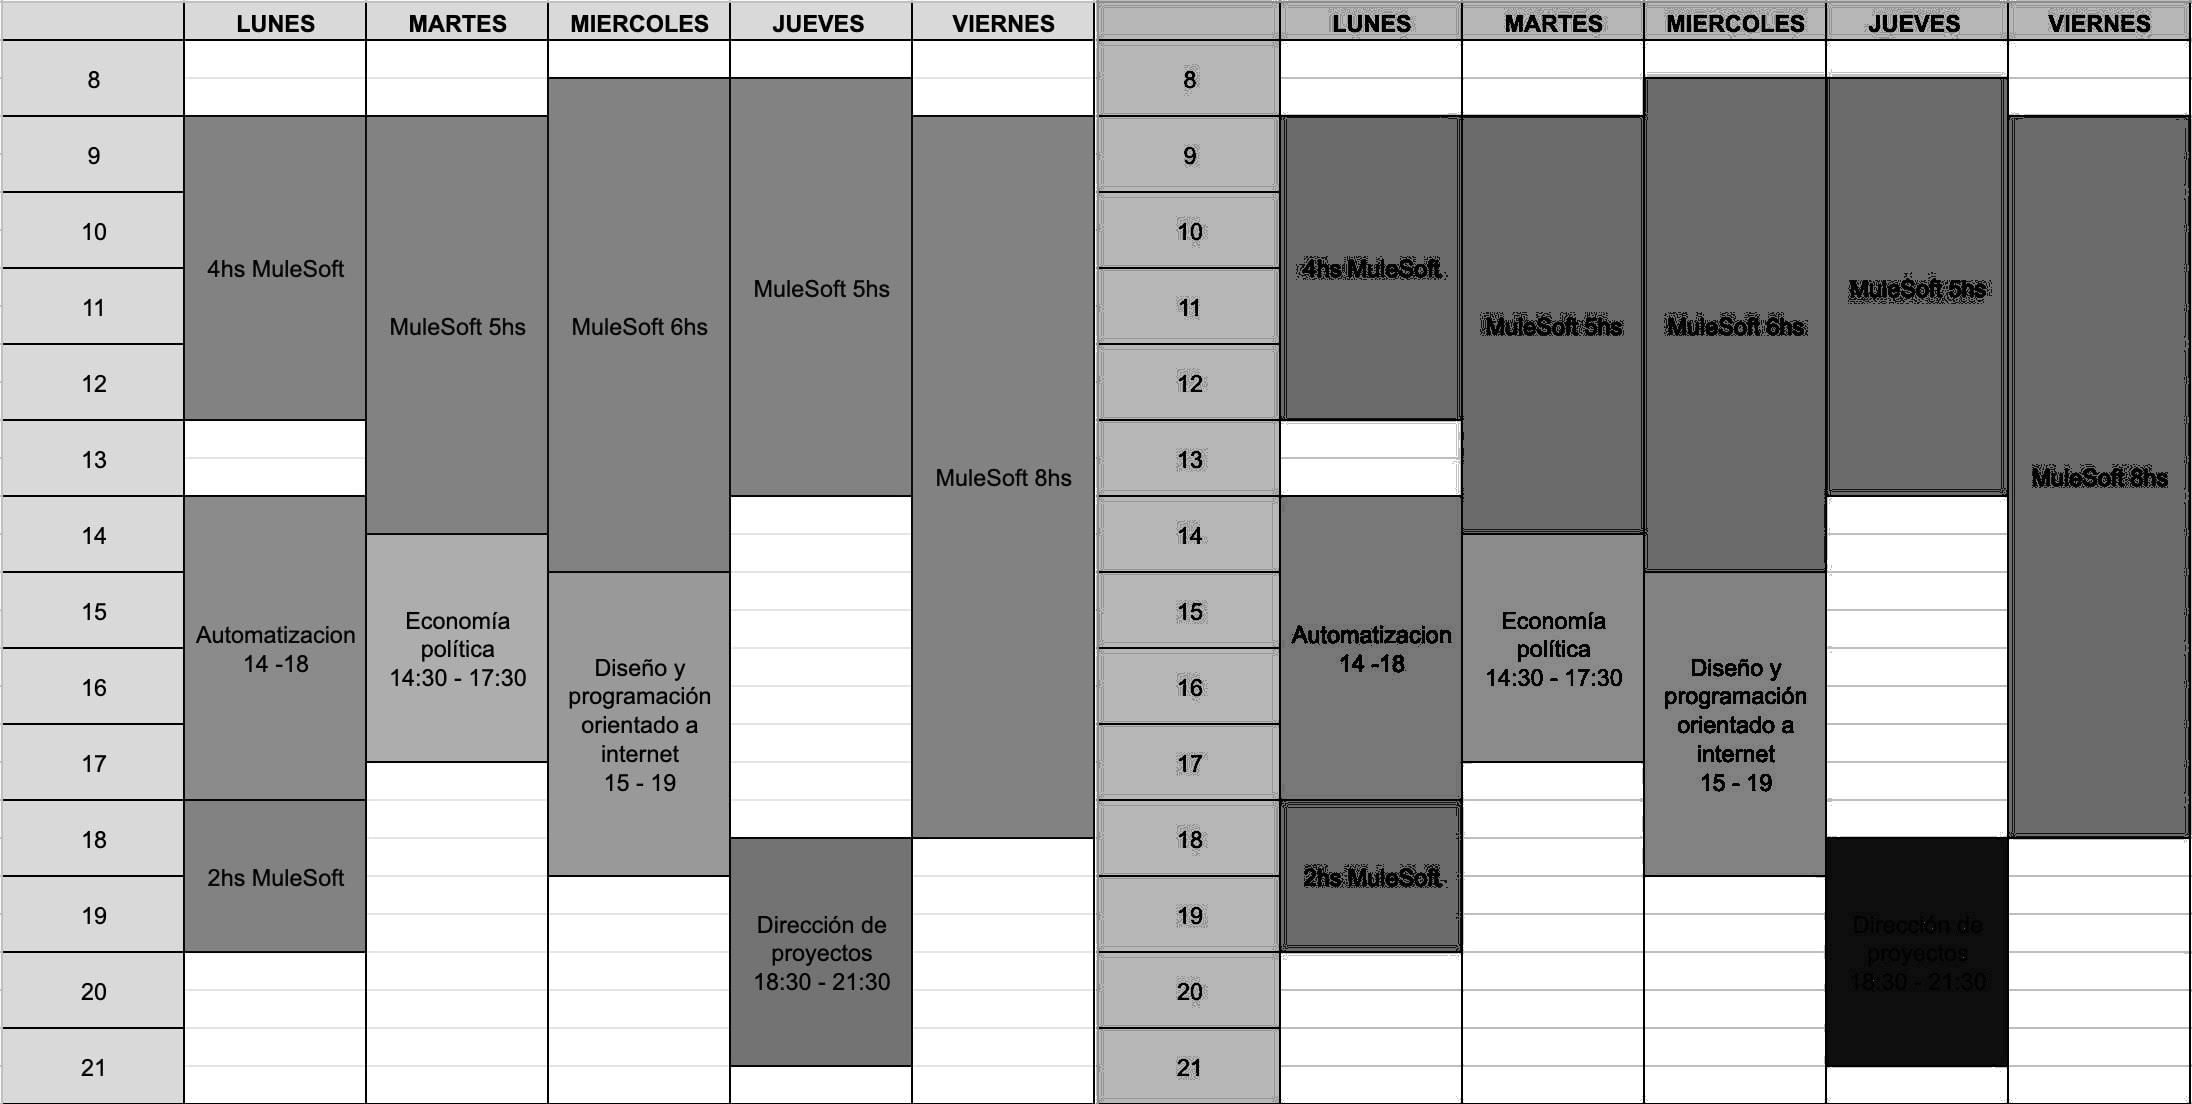 LUNES MARTES MIERCOLES JUEVES VIERNES
8
9
10
4hs MuleSoft
MuleSoft 5hs
11
MuleSoft 5hs
MuleSoft 6hs
12
13
MuleSoft 8hs
14
15
Economía
política
14:30 - 17:30
Automatizacion
14 -18
16
Diseño y
programación
orientado a
internet
15 - 19
17
18
2hs MuleSoft
19
Dirección de
proyectos
18:30 - 21:30
20
21
LUNES MARTES MIERCOLES JUEVES VIERNES
8
9
10
4hs MuleSoft
MuleSoft 5hs
11
MuleSoft 5hs
MuleSoft 6hs
12
13
MuleSoft 8hs
14
15
Economía
política
14:30 - 17:30
Automatizacion
14 -18
16
Diseño y
programación
orientado a
internet
15 - 19
17
18
2hs MuleSoft
19
Dirección de
proyectos
18:30 - 21:30
20
21